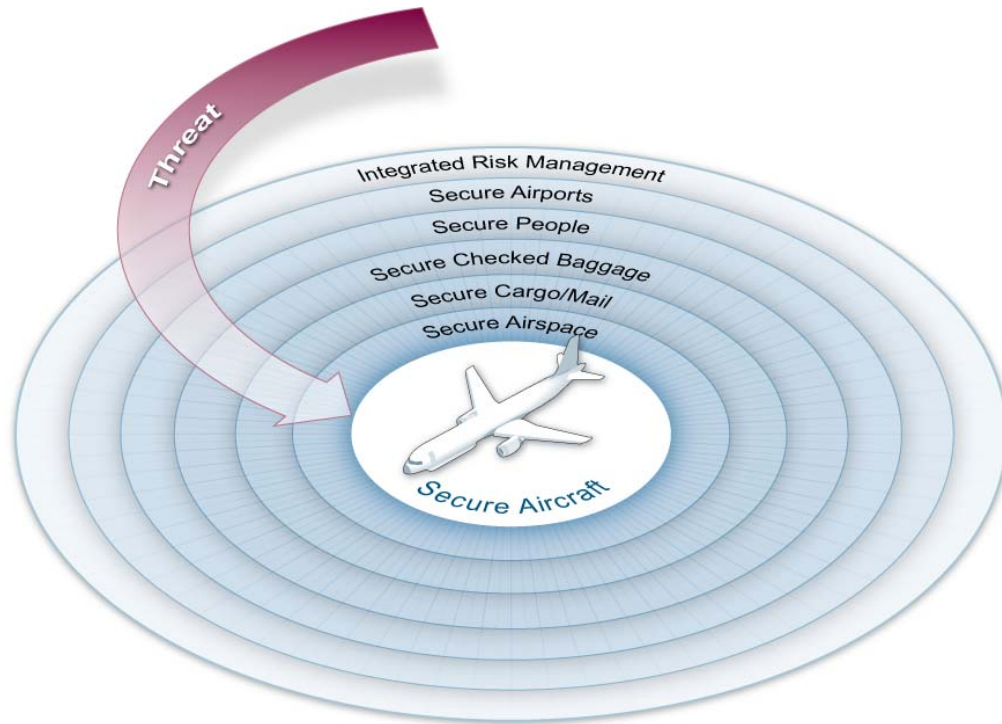 Threat
Integrated Risk Management
Secure Airports
Secure People
Secure Checked Baggage
Secure Cargo/Mail
Secure Airspace
Secure Aircraft